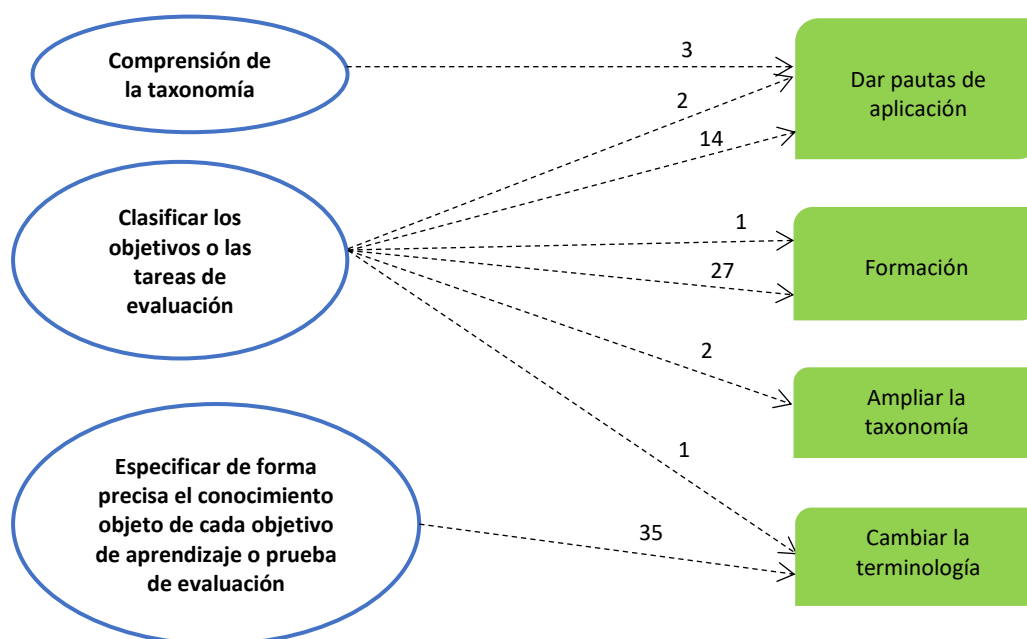 Comprensión de
la taxonomía
3
Dar pautas de
aplicación
2
14
Clasificar los
objetivos o las
tareas de
evaluación
1
Formación
27
2
Ampliar la
taxonomía
1
Especificar de forma
precisa el conocimiento
objeto de cada objetivo
de aprendizaje o prueba
de evaluación
35
Cambiar la
terminología